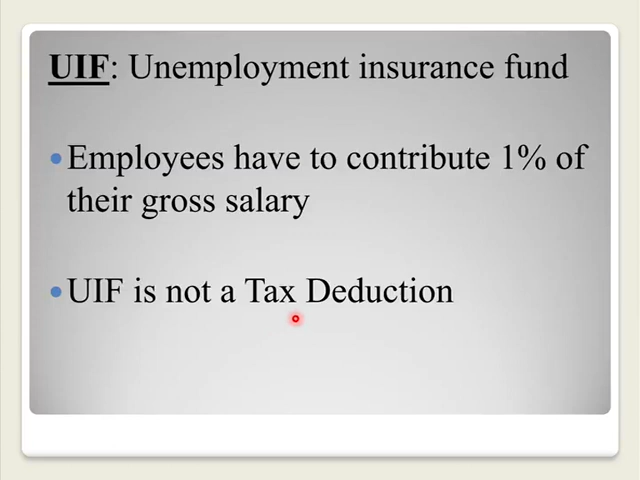 UIF: Unemployment insurance fund
Employees have to contribute 1% of
their gross salary
UIF is not a Tax Deduction